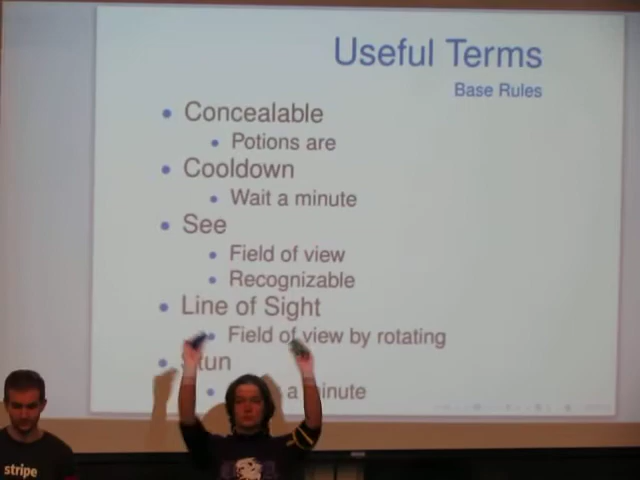 Useful Terms
Base Rules
Concealable
Potions are
Cooldown
Wait a minute
See
Field of view
Recognizable
Line of Sight
Field of view by rotating
Stun
a minute
stripe